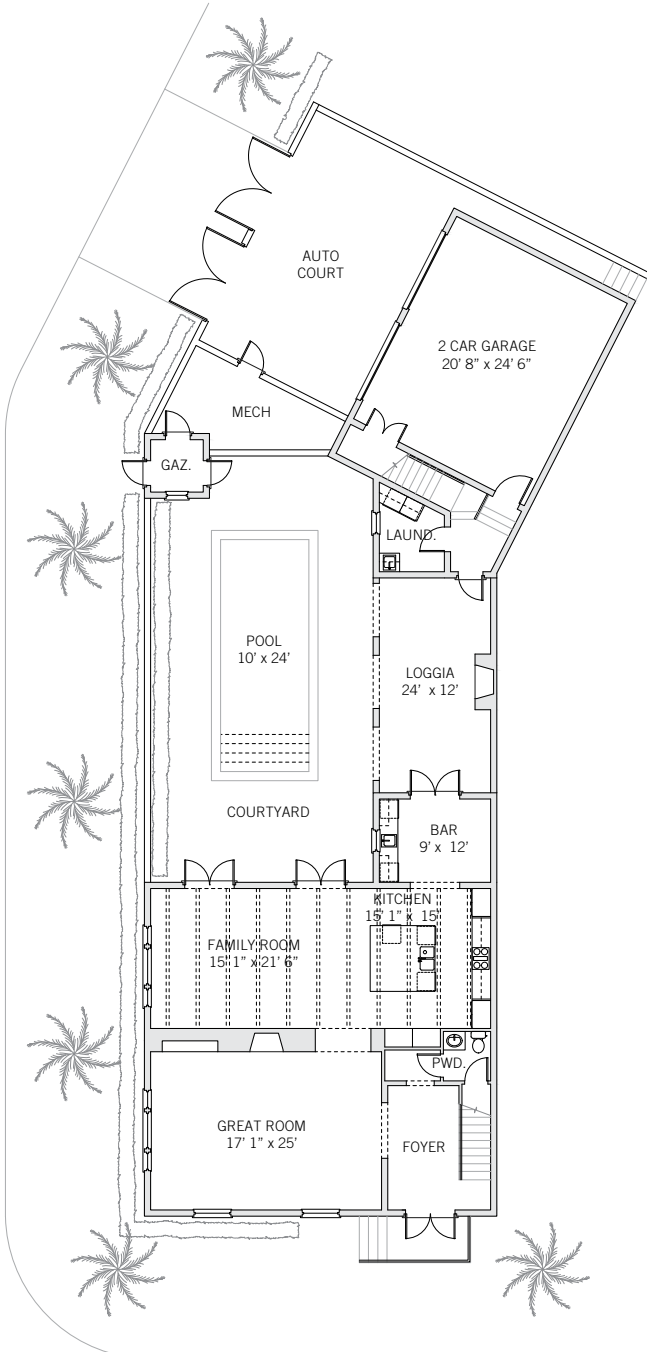 AUTO
COURT
2 CAR GARAGE
20' 8" x 24' 6"
MECH
GAZ.
LAUND.
POOL
10' x 24'
LOGGIA
24' x 12'
COURTYARD
BAR
9' x 12'
KITCHEN
15' 1" x 15'
FAMILY ROOM
15' 1" x 21' 6"
PWD.
GREAT ROOM
17' 1" x 25'
FOYER